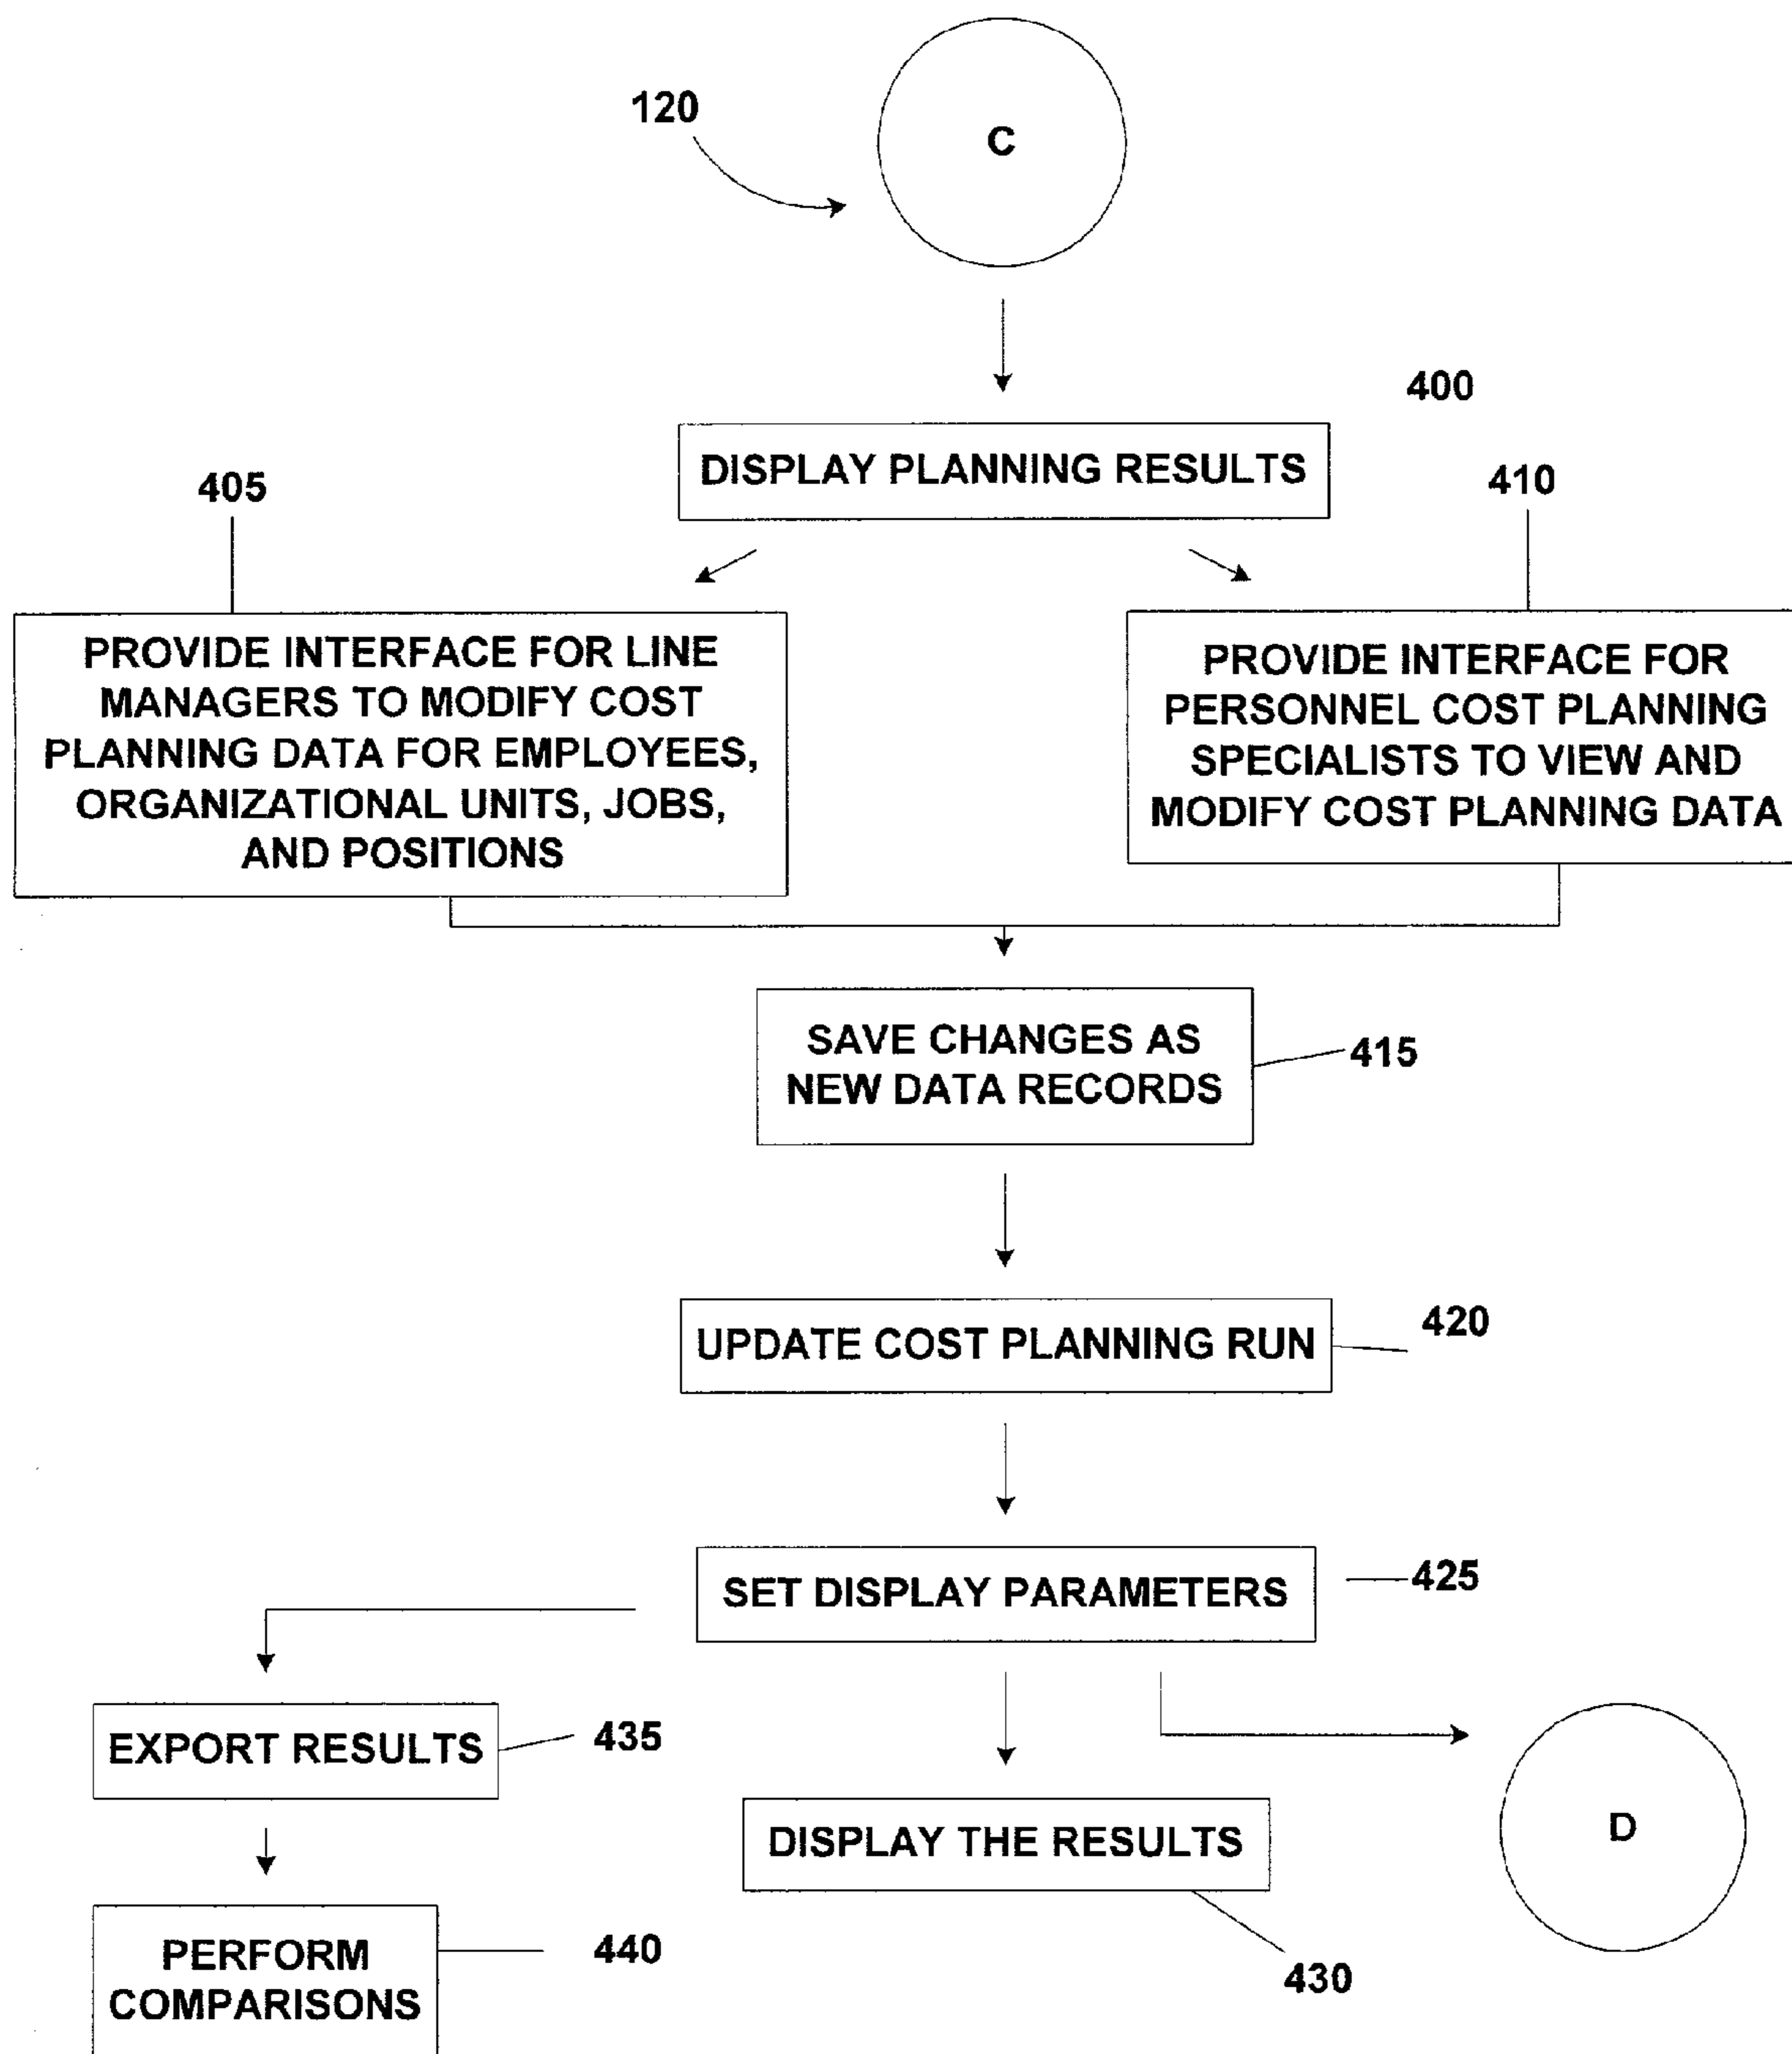 120
C
400
DISPLAY PLANNING RESULTS
405
410
PROVIDE INTERFACE FOR LINE
MANAGERS TO MODIFY COST
PLANNING DATA FOR EMPLOYEES,
ORGANIZATIONAL UNITS, JOBS,
AND POSITIONS
PROVIDE INTERFACE FOR
PERSONNEL COST PLANNING
SPECIALISTS TO VIEW AND
MODIFY COST PLANNING DATA
SAVE CHANGES AS
NEW DATA RECORDS
415
UPDATE COST PLANNING RUN
420
SET DISPLAY PARAMETERS
425
EXPORT RESULTS
435
DISPLAY THE RESULTS
430
D
PERFORM
COMPARISONS
440